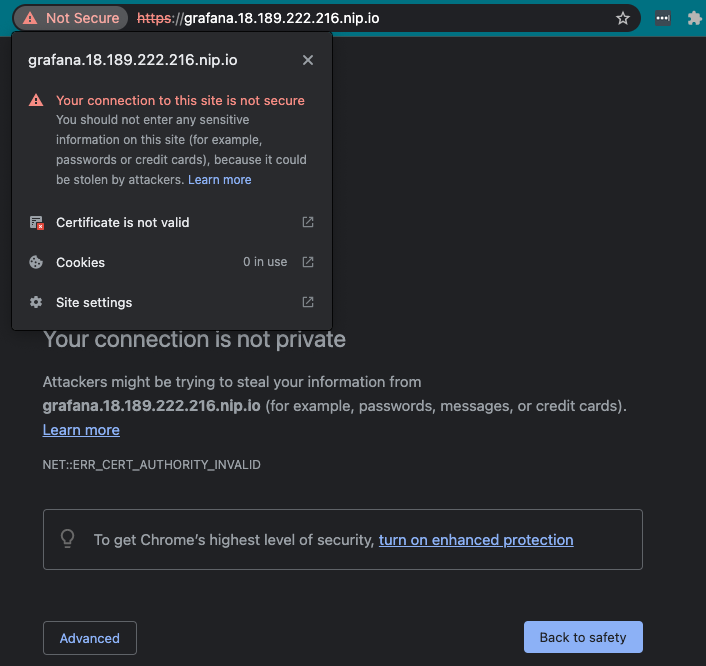 Not Secure https://grafana.18.189.222.216.nip.io
grafana.18.189.222.216.nip.io
Your connection to this site is not secure
You should not enter any sensitive
information on this site (for example,
passwords or credit cards), because it could
be stolen by attackers. Learn more
Certificate is not valid
Cookies 0 in use
Site settings
Your connection is not private
Attackers might be trying to steal your information from
grafana.18.189.222.216.nip.io (for example, passwords, messages, or credit cards).
Learn more
NET::ERR_CERT_AUTHORITY_INVALID
To get Chrome's highest level of security, turn on enhanced protection
Advanced
Back to safety